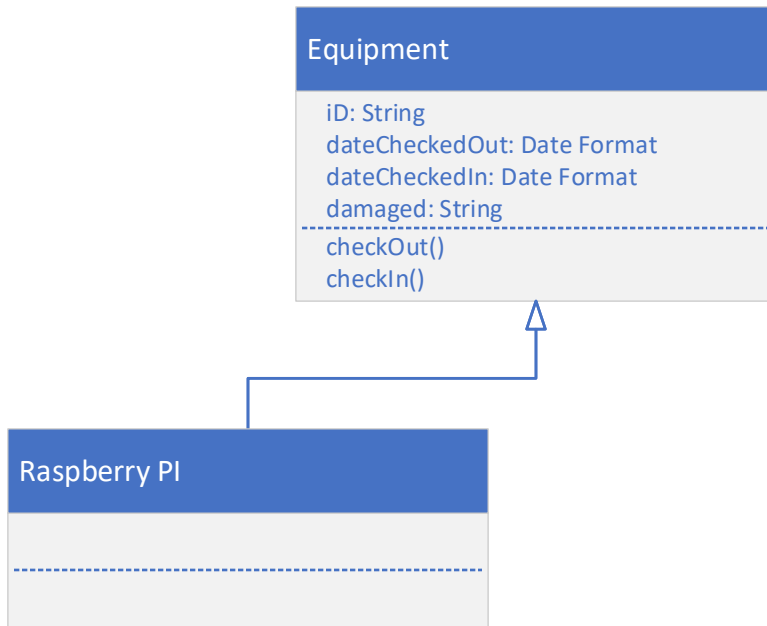 Equipment
iD: String
dateCheckedOut: Date Format
dateCheckedIn: Date Format
damaged: String
checkOut()
checkIn()
Raspberry PI